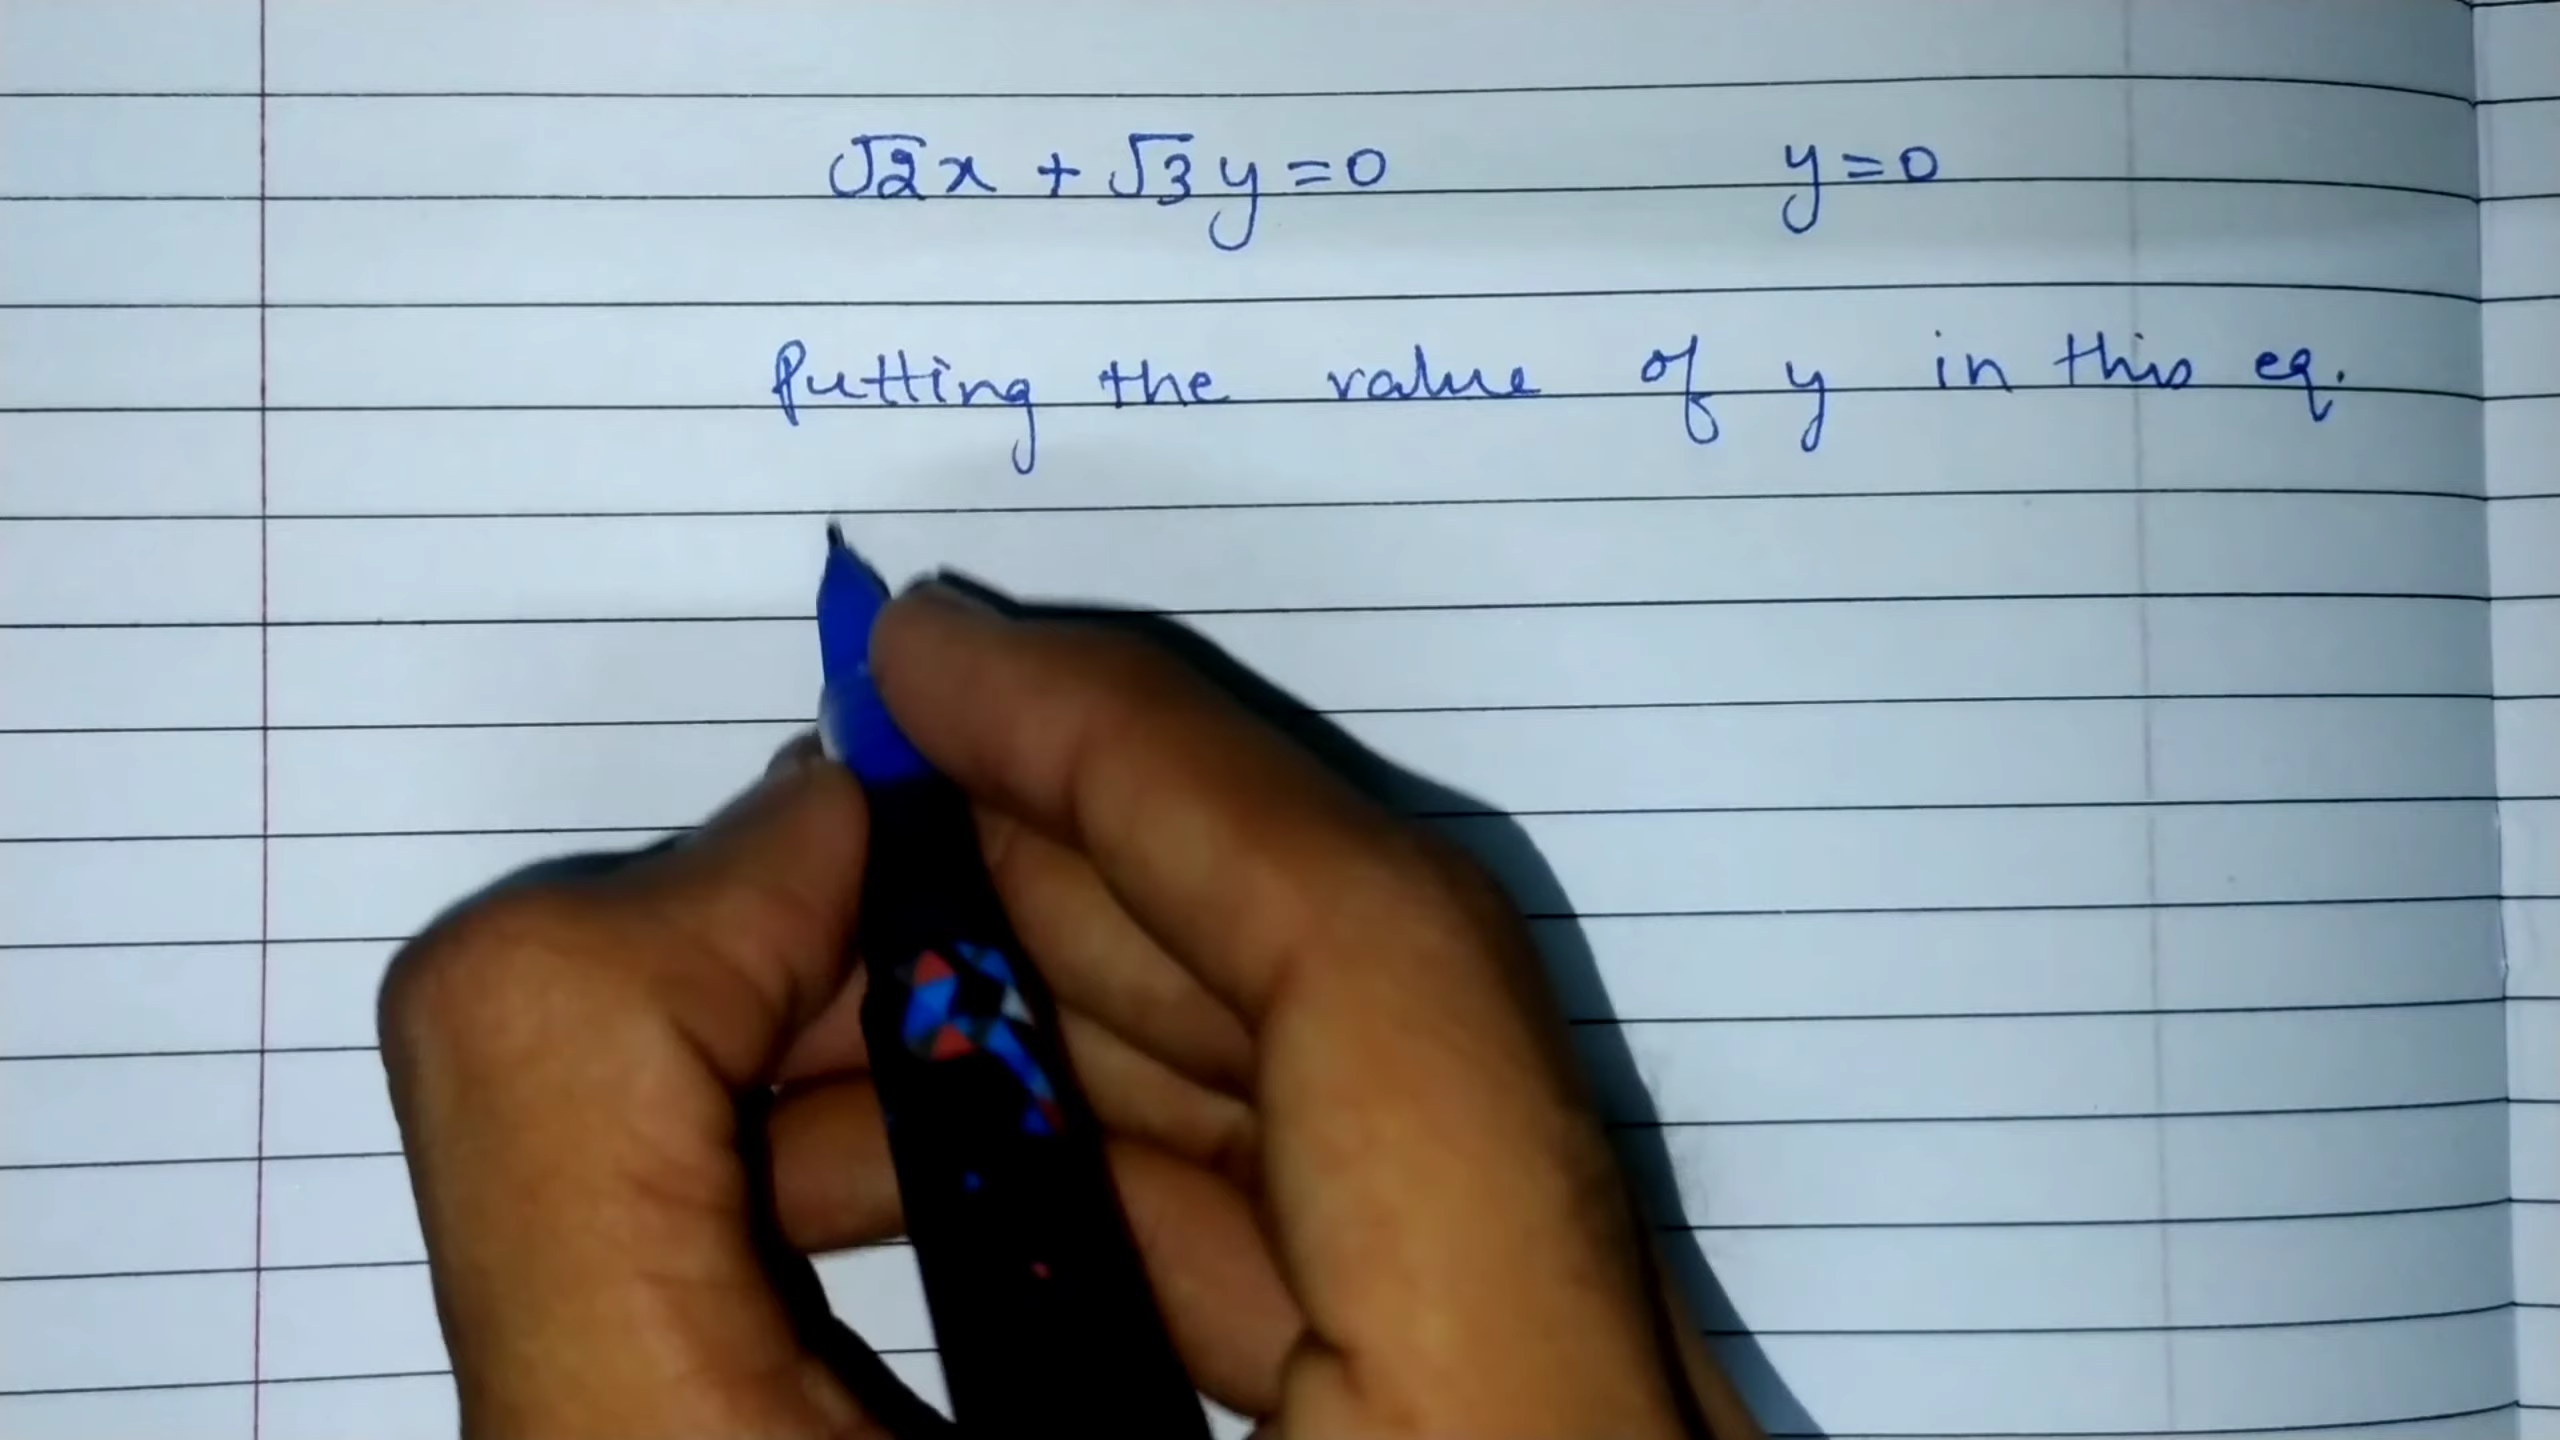 √2x + √3y = 0 y = 0
Putting the value of y in this eq.